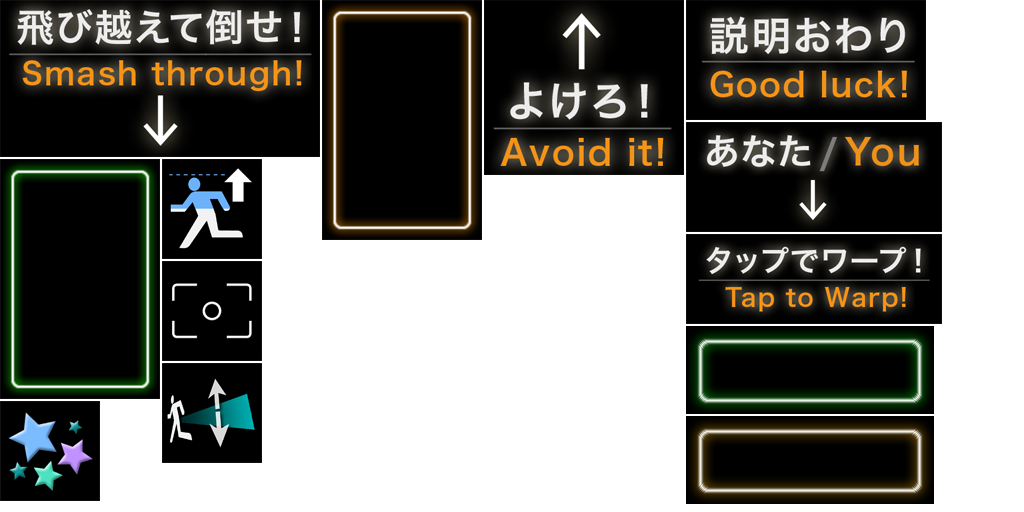 飛び越えて倒せ！
Smash through!
よけろ！
Avoid it!
説明おわり
Good luck!
あなた / You
タップでワープ！
Tap to Warp!